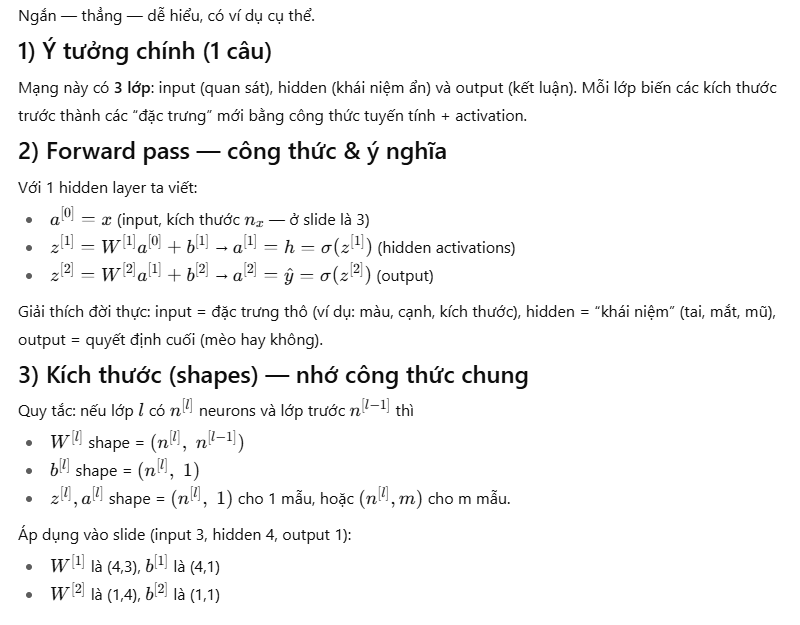 Ngắn — thẳng — dễ hiểu, có ví dụ cụ thể.
1) Ý tưởng chính (1 câu)
Mạng này có 3 lớp: input (quan sát), hidden (khái niệm ẩn) và output (kết luận). Mỗi lớp biến các kích thước
trước thành các “đặc trưng” mới bằng công thức tuyến tính + activation.
2) Forward pass — công thức & ý nghĩa
Với 1 hidden layer ta viết:
• a^[0] = x (input, kích thước n_x — ở slide là 3)
• z^[1] = W^[1]a^[0] + b^[1] → a^[1] = h = σ(z^[1]) (hidden activations)
• z^[2] = W^[2]a^[1] + b^[2] → a^[2] = ŷ = σ(z^[2]) (output)
Giải thích đời thực: input = đặc trưng thô (ví dụ: màu, cạnh, kích thước), hidden = “khái niệm” (tai, mắt, mũ),
output = quyết định cuối (mèo hay không).
3) Kích thước (shapes) — nhớ công thức chung
Quy tắc: nếu lớp l có n^[l] neurons và lớp trước n^[l−1] thì
• W^[l] shape = (n^[l], n^[l−1])
• b^[l] shape = (n^[l], 1)
• z^[l], a^[l] shape = (n^[l], 1) cho 1 mẫu, hoặc (n^[l], m) cho m mẫu.
Áp dụng vào slide (input 3, hidden 4, output 1):
• W^[1] là (4,3), b^[1] là (4,1)
• W^[2] là (1,4), b^[2] là (1,1)